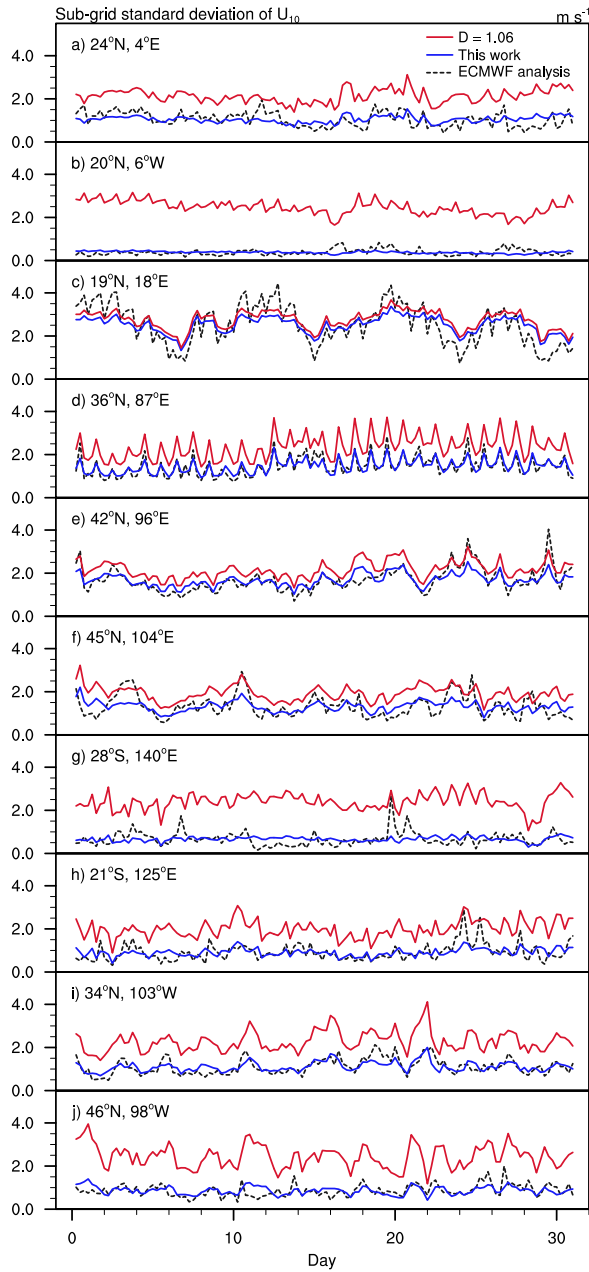 Sub-grid standard deviation of U₁₀ m s⁻¹
a) 24°N, 4°E
D = 1.06
This work
ECMWF analysis
4.0
2.0
0.0
b) 20°N, 6°W
4.0
2.0
0.0
c) 19°N, 18°E
4.0
2.0
0.0
d) 36°N, 87°E
4.0
2.0
0.0
e) 42°N, 96°E
4.0
2.0
0.0
f) 45°N, 104°E
4.0
2.0
0.0
g) 28°S, 140°E
4.0
2.0
0.0
h) 21°S, 125°E
4.0
2.0
0.0
i) 34°N, 103°W
4.0
2.0
0.0
j) 46°N, 98°W
4.0
2.0
0.0
0 10 20 30
Day